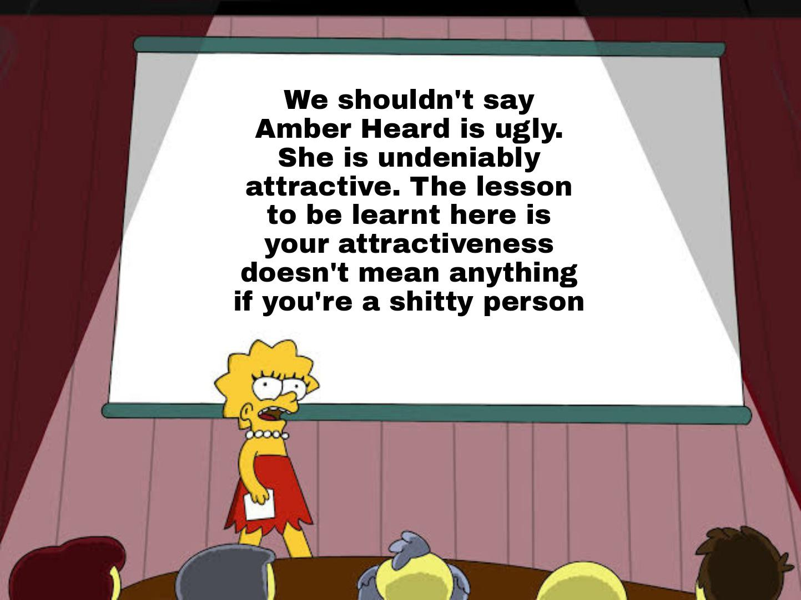 We shouldn't say
Amber Heard is ugly.
She is undeniably
attractive. The lesson
to be learnt here is
your attractiveness
doesn't mean anything
if you're a shitty person